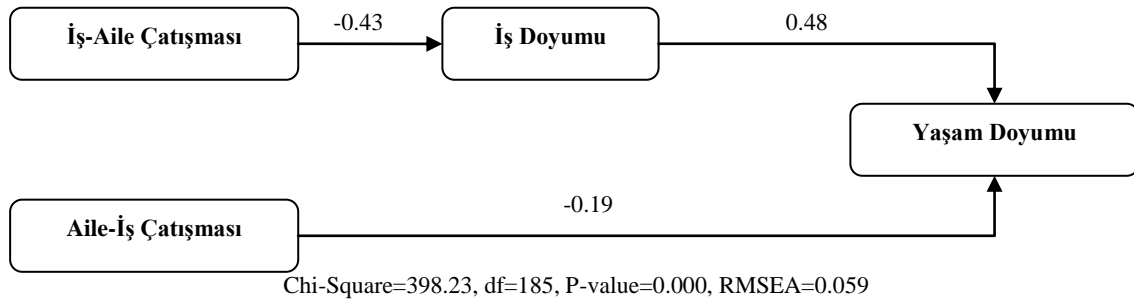 -0.43
0.48
İş-Aile Çatışması
İş Doyumu
Yaşam Doyumu
-0.19
Aile-İş Çatışması
Chi-Square=398.23, df=185, P-value=0.000, RMSEA=0.059